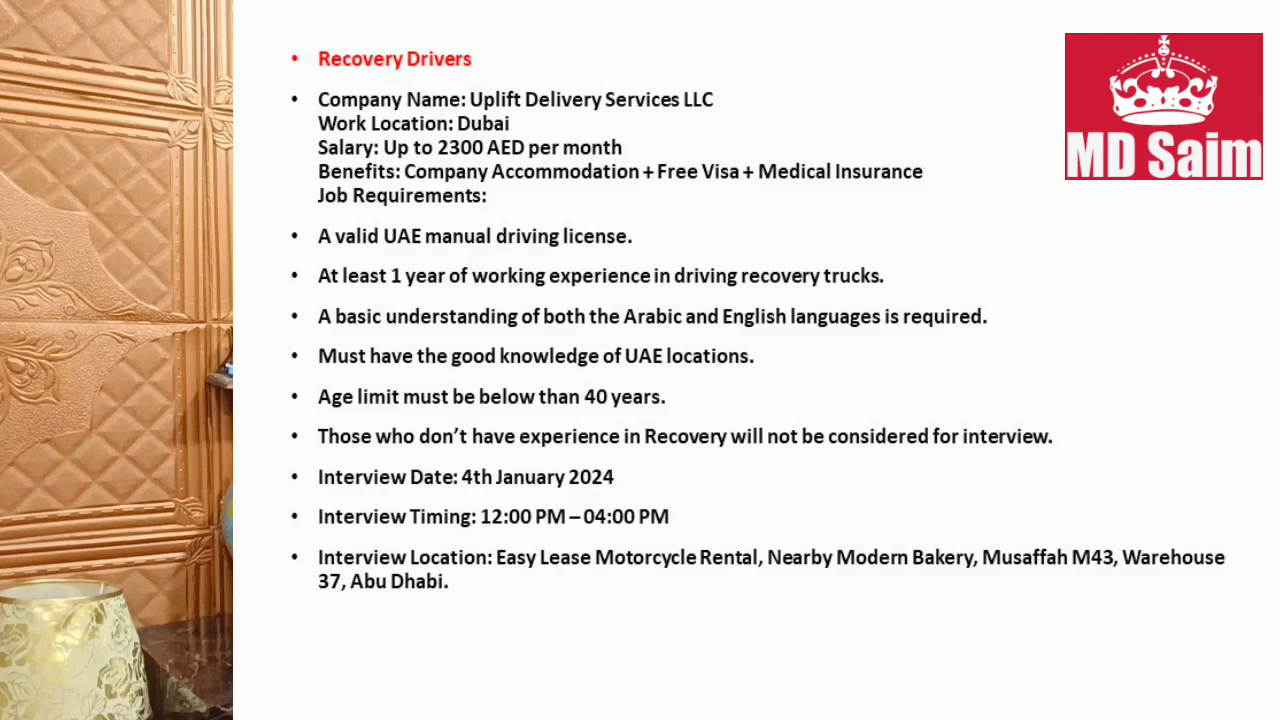 Recovery Drivers
Company Name: Uplift Delivery Services LLC
Work Location: Dubai
Salary: Up to 2300 AED per month
Benefits: Company Accommodation + Free Visa + Medical Insurance
Job Requirements:
A valid UAE manual driving license.
At least 1 year of working experience in driving recovery trucks.
A basic understanding of both the Arabic and English languages is required.
Must have the good knowledge of UAE locations.
Age limit must be below than 40 years.
Those who don’t have experience in Recovery will not be considered for interview.
Interview Date: 4th January 2024
Interview Timing: 12:00 PM – 04:00 PM
Interview Location: Easy Lease Motorcycle Rental, Nearby Modern Bakery, Musaffah M43, Warehouse
37, Abu Dhabi.
MD Saim